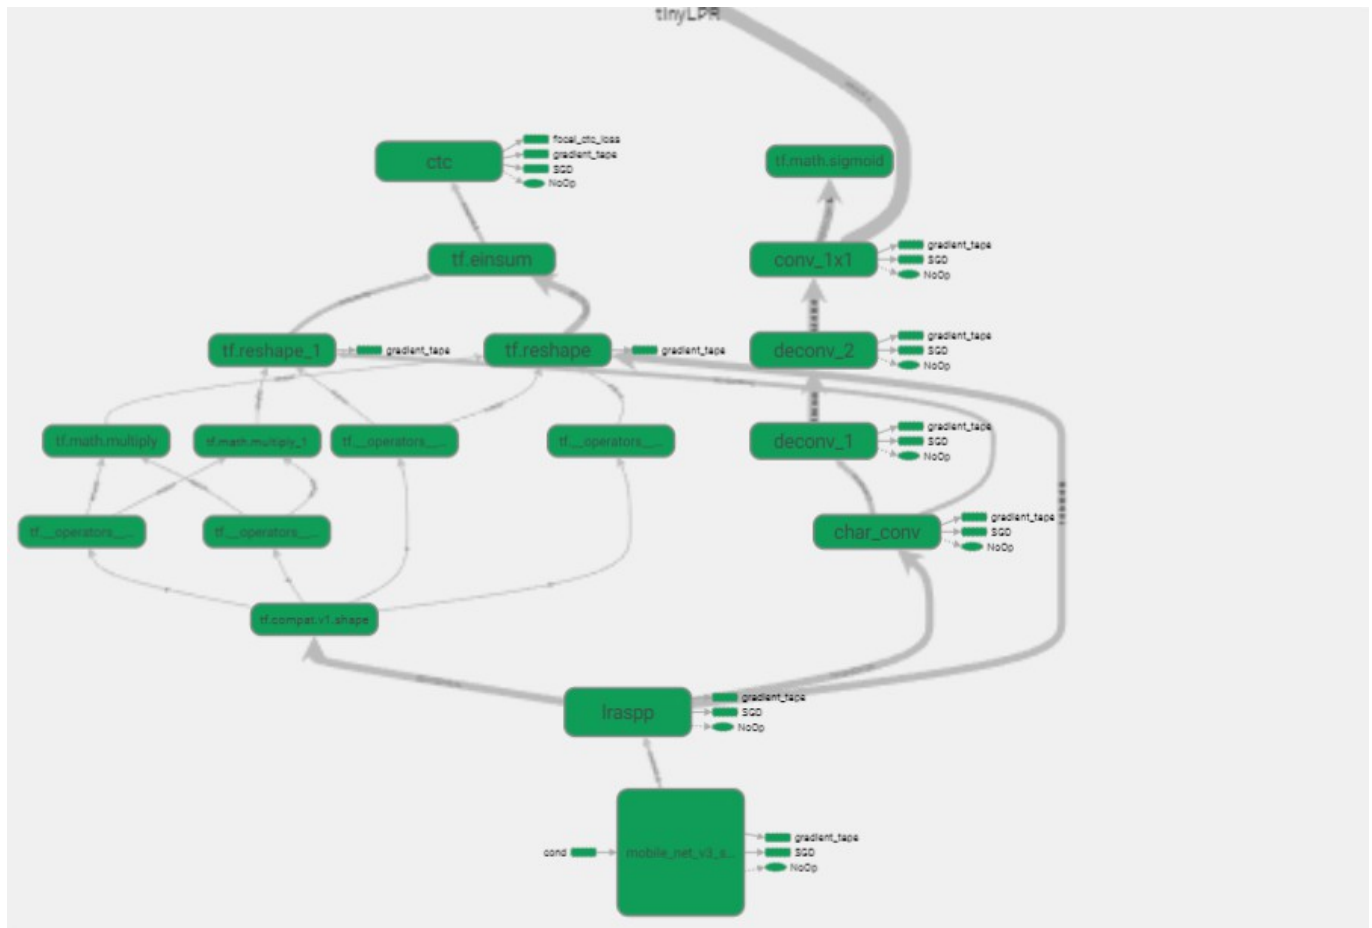 tinyLPR
ctc
focal_ctc_loss
gradient_tape
SGD
NoOp
tf.math.sigmoid
tf.einsum
conv_1x1
gradient_tape
SGD
NoOp
tf.reshape_1
gradient_tape
tf.reshape
gradient_tape
deconv_2
gradient_tape
SGD
NoOp
tf.math.multiply
tf.math.multiply_1
tf.__operators__...
tf.__operators__...
deconv_1
gradient_tape
SGD
NoOp
tf.__operators__...
tf.__operators__...
char_conv
gradient_tape
SGD
NoOp
tf.compat.v1.shape
lraspp
gradient_tape
SGD
NoOp
cond
mobile_net_v3_s...
gradient_tape
SGD
NoOp